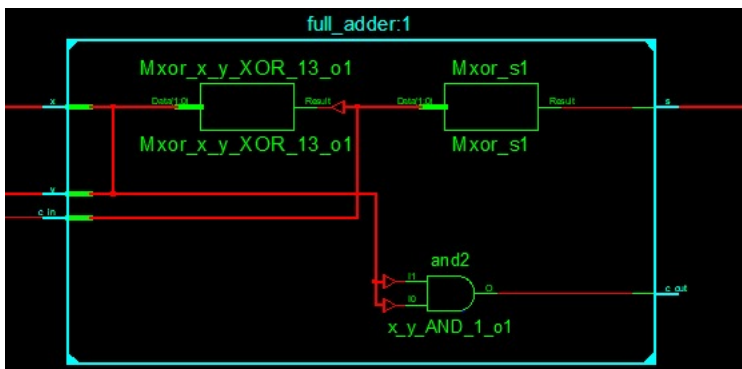 full_adder:1
Mxor_x_y_XOR_13_o1
Mxor_s1
x
Data(1:0)
Result
Data(1:0)
Result
s
Mxor_x_y_XOR_13_o1
Mxor_s1
y
c_in
and2
I1
I0
O
c_out
x_y_AND_1_o1